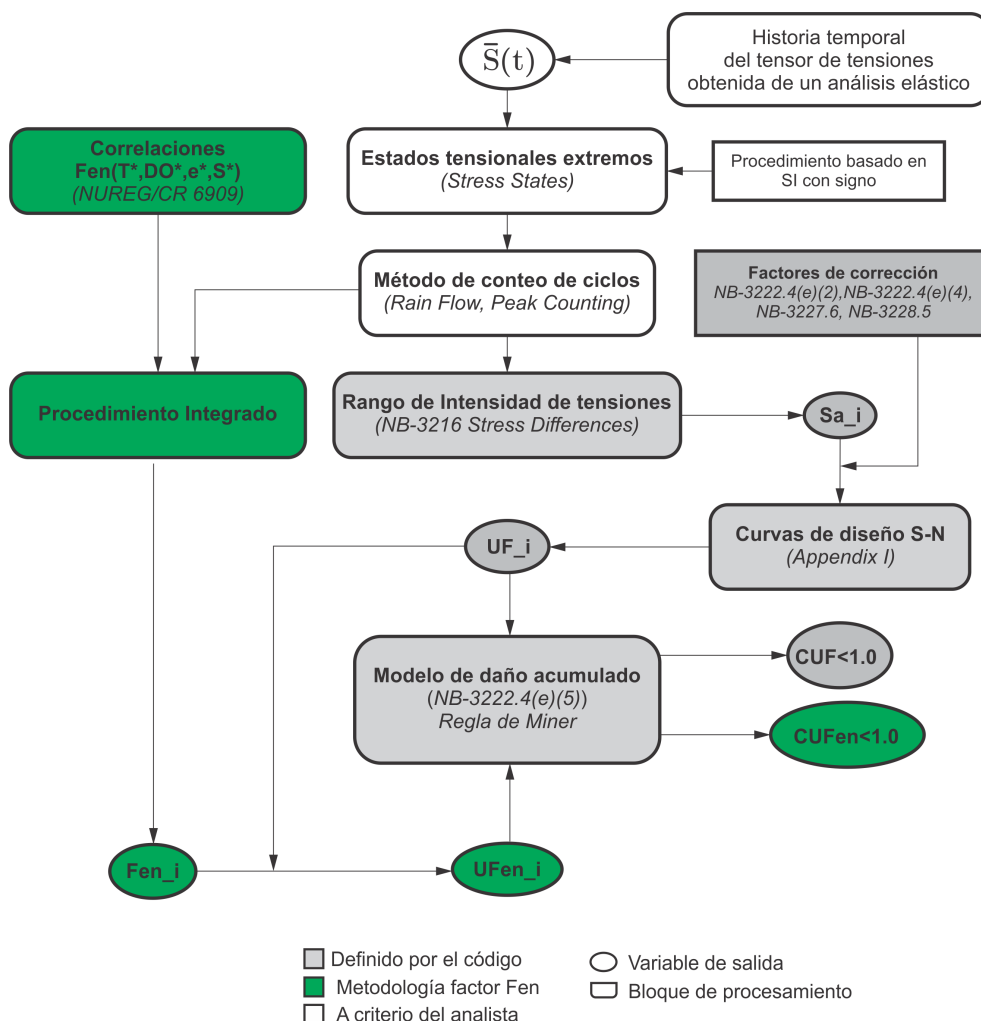 S̄(t)
Historia temporal
del tensor de tensiones
obtenida de un análisis elástico
Correlaciones
Fen(T*,DO*,e*,S*)
(NUREG/CR 6909)
Estados tensionales extremos
(Stress States)
Procedimiento basado en
SI con signo
Método de conteo de ciclos
(Rain Flow, Peak Counting)
Factores de corrección
NB-3222.4(e)(2),NB-3222.4(e)(4),
NB-3227.6, NB-3228.5
Procedimiento Integrado
Rango de Intensidad de tensiones
(NB-3216 Stress Differences)
Sa_i
Curvas de diseño S-N
(Appendix I)
UF_i
Modelo de daño acumulado
(NB-3222.4(e)(5))
Regla de Miner
CUF<1.0
CUFen<1.0
Fen_i
UFen_i
Definido por el código
Metodología factor Fen
A criterio del analista
Variable de salida
Bloque de procesamiento